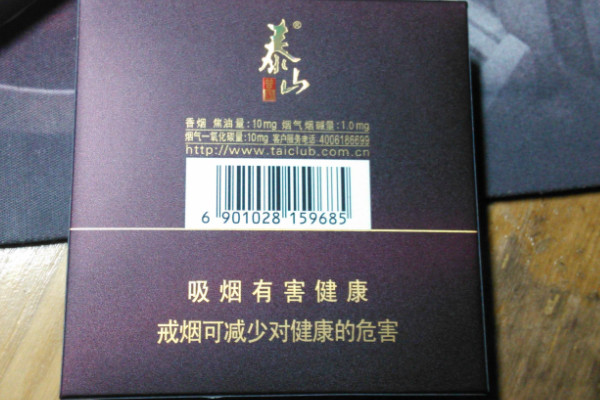 泰山®
香烟 焦油量:10mg 烟气烟碱量:1.0mg
烟气一氧化碳量:10mg 客户服务电话 4006186699
http://www.taiclub.com.cn
6 901028 159685
吸烟有害健康
戒烟可减少对健康的危害